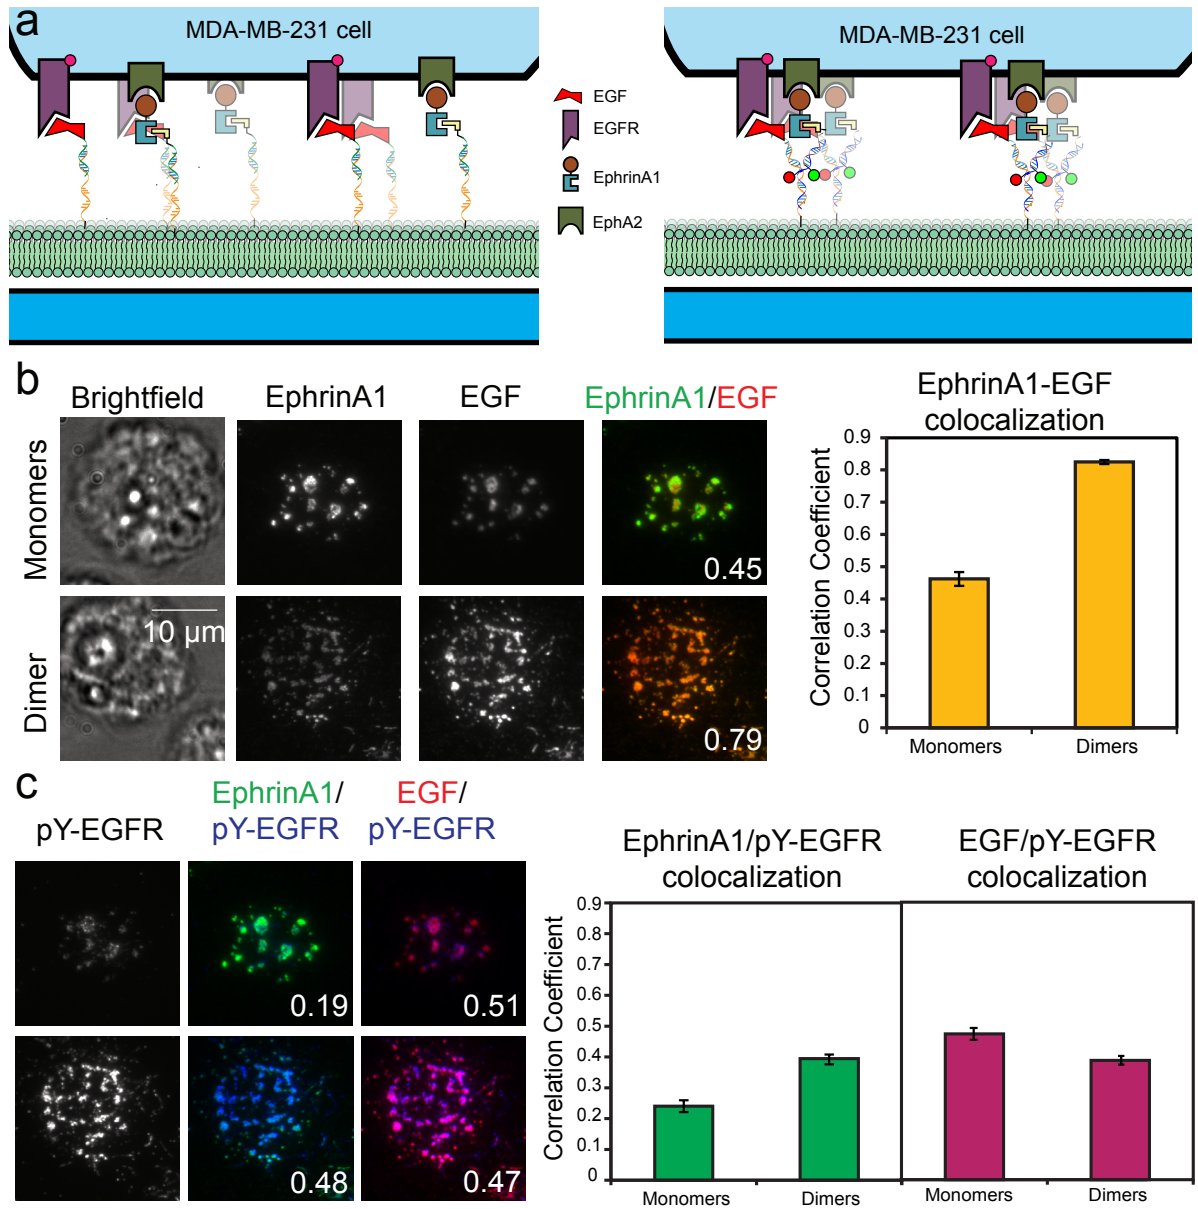 a
MDA-MB-231 cell
MDA-MB-231 cell
EGF
EGFR
EphrinA1
EphA2
b
Brightfield
EphrinA1
EGF
EphrinA1/EGF
Monomers
0.45
Dimer
10 µm
0.79
EphrinA1-EGF
colocalization
Correlation Coefficient
0.9
0.8
0.7
0.6
0.5
0.4
0.3
0.2
0.1
0
Monomers
Dimers
c
pY-EGFR
EphrinA1/
pY-EGFR
EGF/
pY-EGFR
0.19
0.51
0.48
0.47
EphrinA1/pY-EGFR
colocalization
EGF/pY-EGFR
colocalization
Correlation Coefficient
0.9
0.8
0.7
0.6
0.5
0.4
0.3
0.2
0.1
0
Monomers
Dimers
Monomers
Dimers